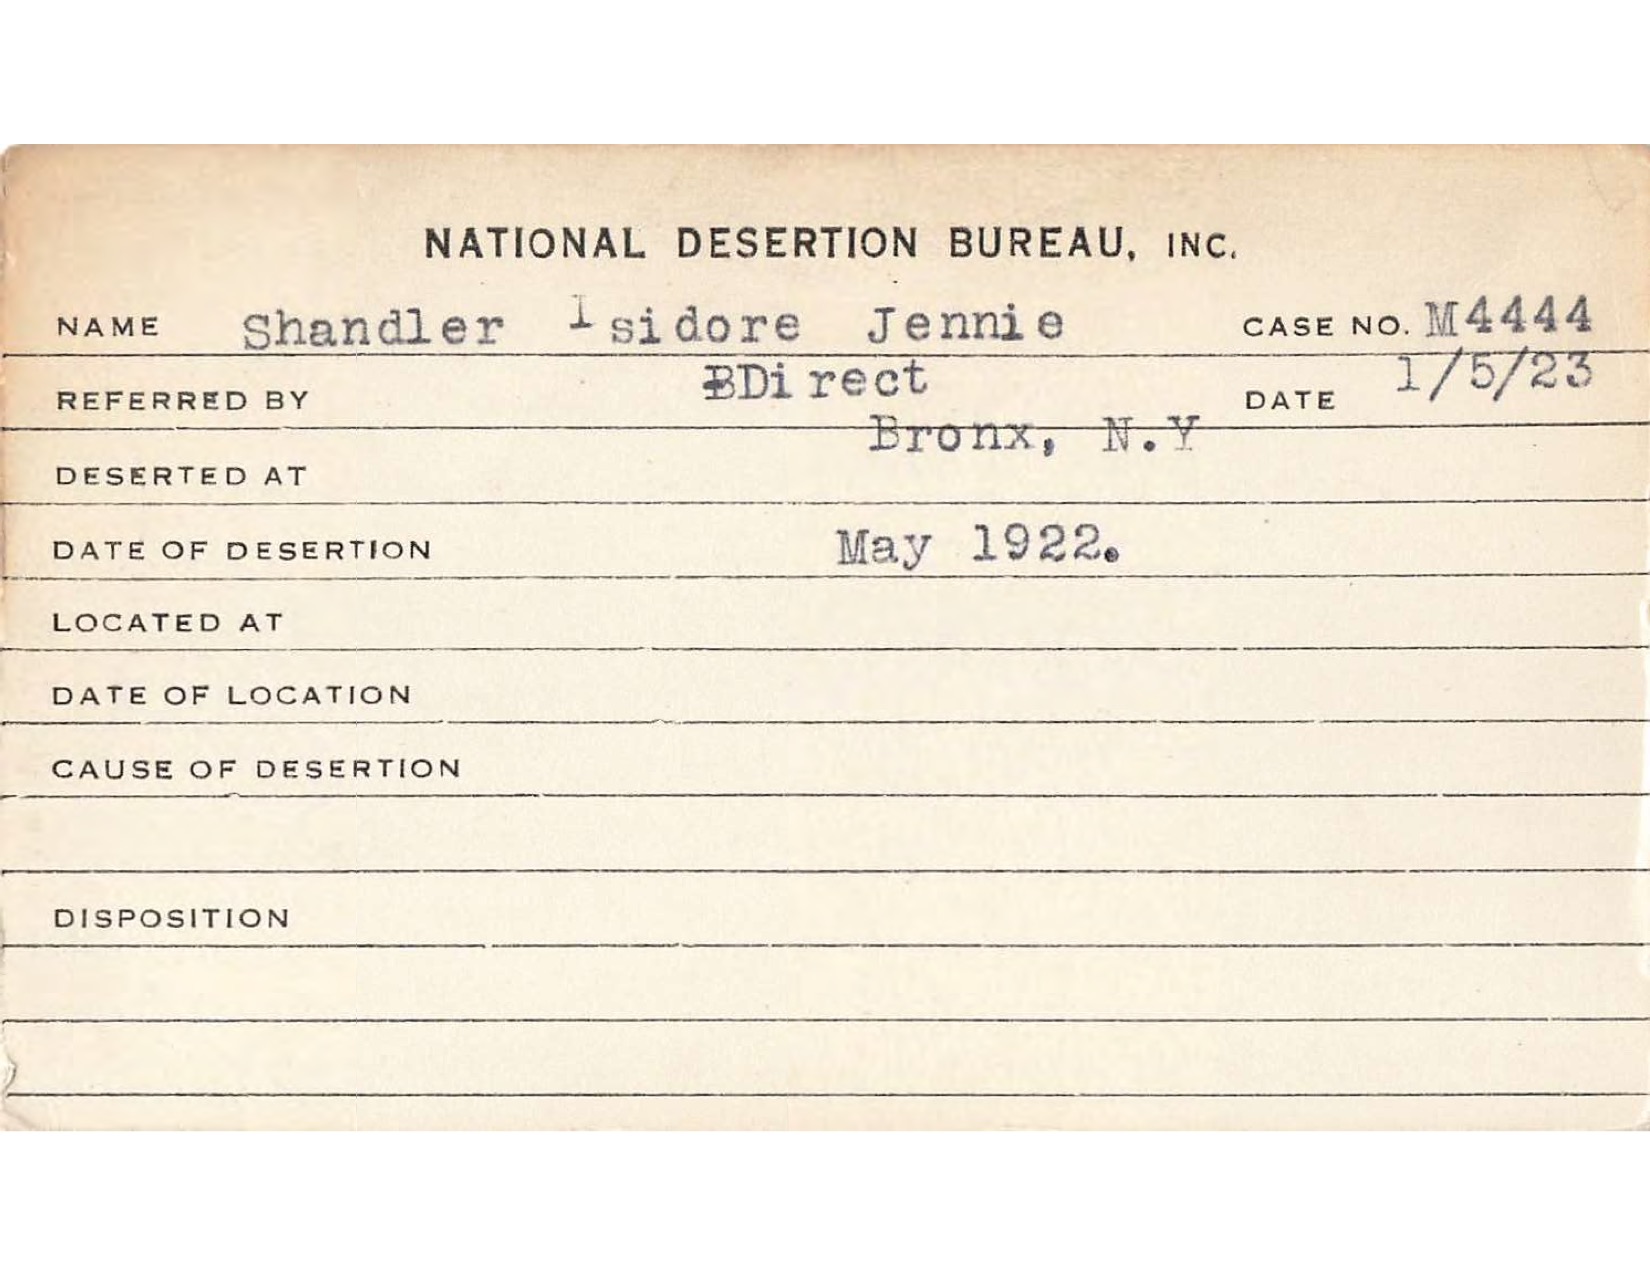 NATIONAL DESERTION BUREAU, INC.
NAME Shandler Isidore Jennie CASE NO. M4444
REFERRED BY BDirect DATE 1/5/23
DESERTED AT Bronx, N.Y
DATE OF DESERTION May 1922.
LOCATED AT
DATE OF LOCATION
CAUSE OF DESERTION
DISPOSITION